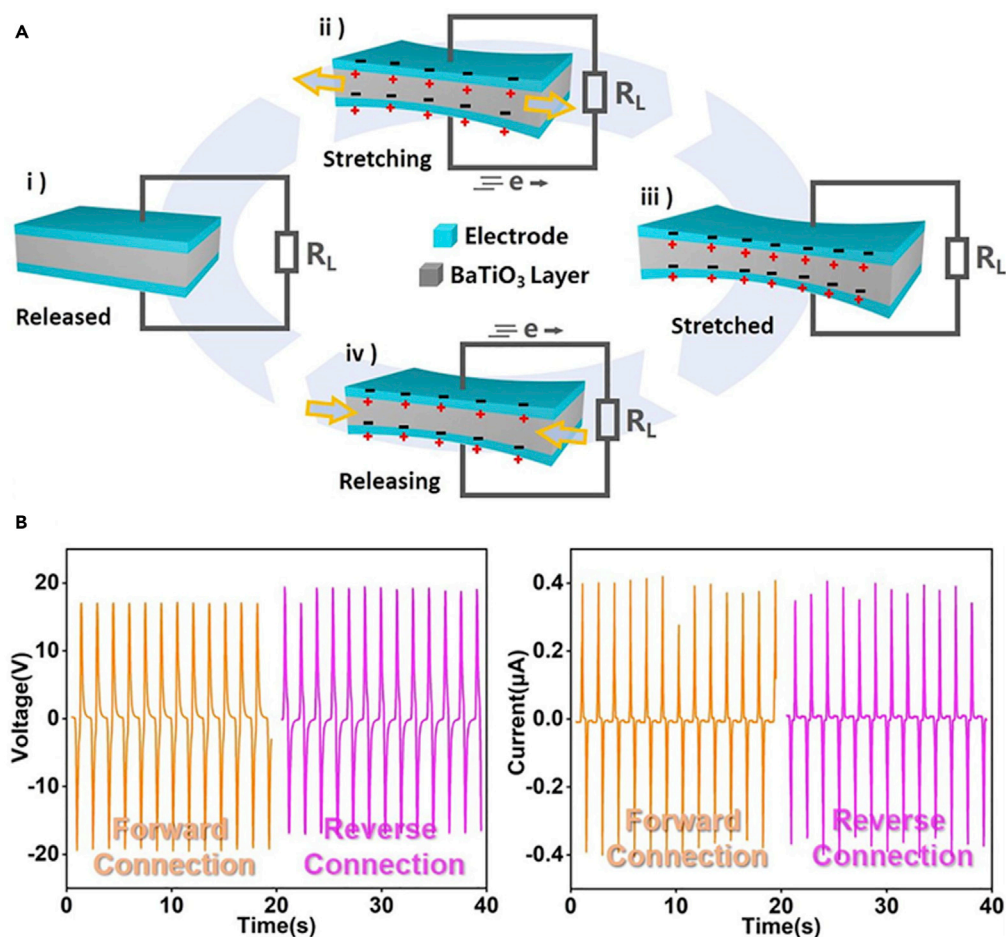 A
i )
Released
ii )
Stretching
e
R_L
iii )
Stretched
R_L
iv )
Releasing
e
R_L
R_L
Electrode
BaTiO₃ Layer
B
Voltage(V)
20
10
0
-10
-20
Forward
Connection
Reverse
Connection
0
10
20
30
40
Time(s)
Current(μA)
0.4
0.2
0.0
-0.2
-0.4
Forward
Connection
Reverse
Connection
0
10
20
30
40
Time(s)